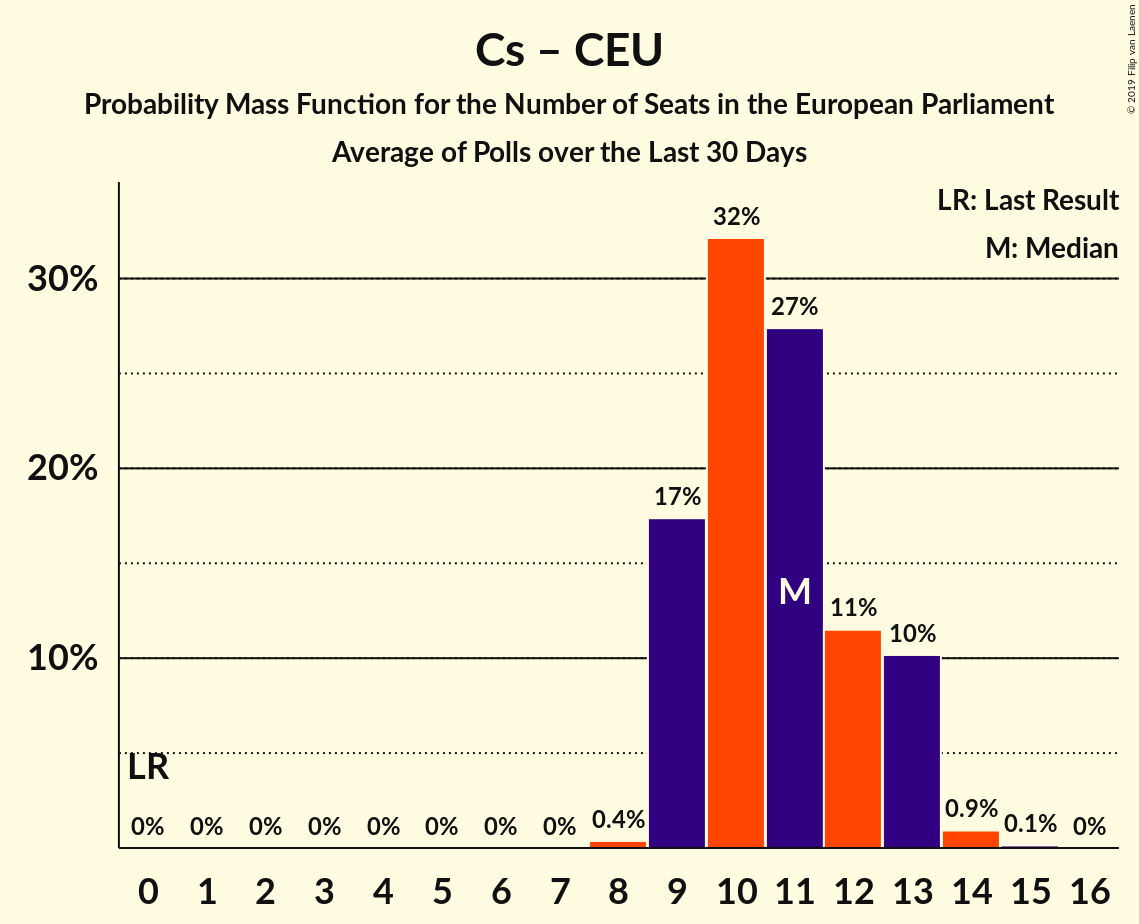 Cs – CEU
Probability Mass Function for the Number of Seats in the European Parliament
Average of Polls over the Last 30 Days
© 2019 Filip van Laenen
LR: Last Result
M: Median
32%
30%
27%
20%
17%
M
11%
10%
10%
LR
0% 0% 0% 0% 0% 0% 0% 0% 0.4% 0.9% 0.1% 0%
0 1 2 3 4 5 6 7 8 9 10 11 12 13 14 15 16